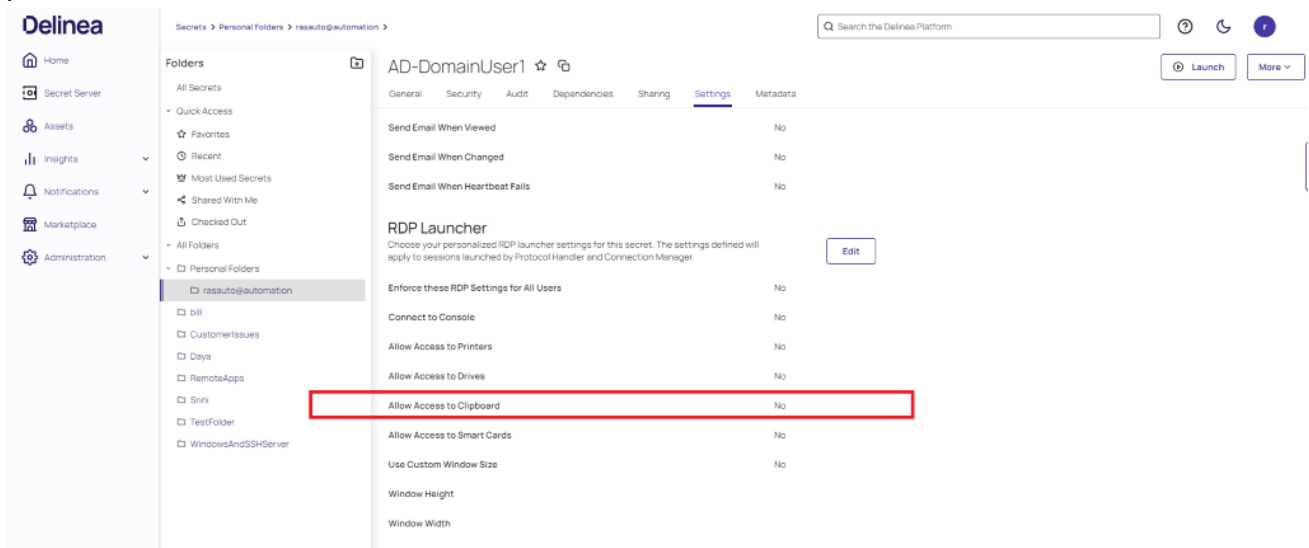 Delinea
Secrets > Personal Folders > rasauto@automation >
Search the Delinea Platform
r
Home
Secret Server
Assets
Insights
Notifications
Marketplace
Administration
Folders
All Secrets
Quick Access
Favorites
Recent
Most Used Secrets
Shared With Me
Checked Out
All Folders
Personal Folders
rasauto@automation
bill
CustomerIssues
Daya
RemoteApps
Srini
TestFolder
WindowsAndSSHServer
AD-DomainUser1
Launch
More
General Security Audit Dependencies Sharing Settings Metadata
Send Email When Viewed No
Send Email When Changed No
Send Email When Heartbeat Fails No
RDP Launcher
Choose your personalized RDP launcher settings for this secret. The settings defined will
apply to sessions launched by Protocol Handler and Connection Manager.
Edit
Enforce these RDP Settings for All Users No
Connect to Console No
Allow Access to Printers No
Allow Access to Drives No
Allow Access to Clipboard No
Allow Access to Smart Cards No
Use Custom Window Size No
Window Height
Window Width